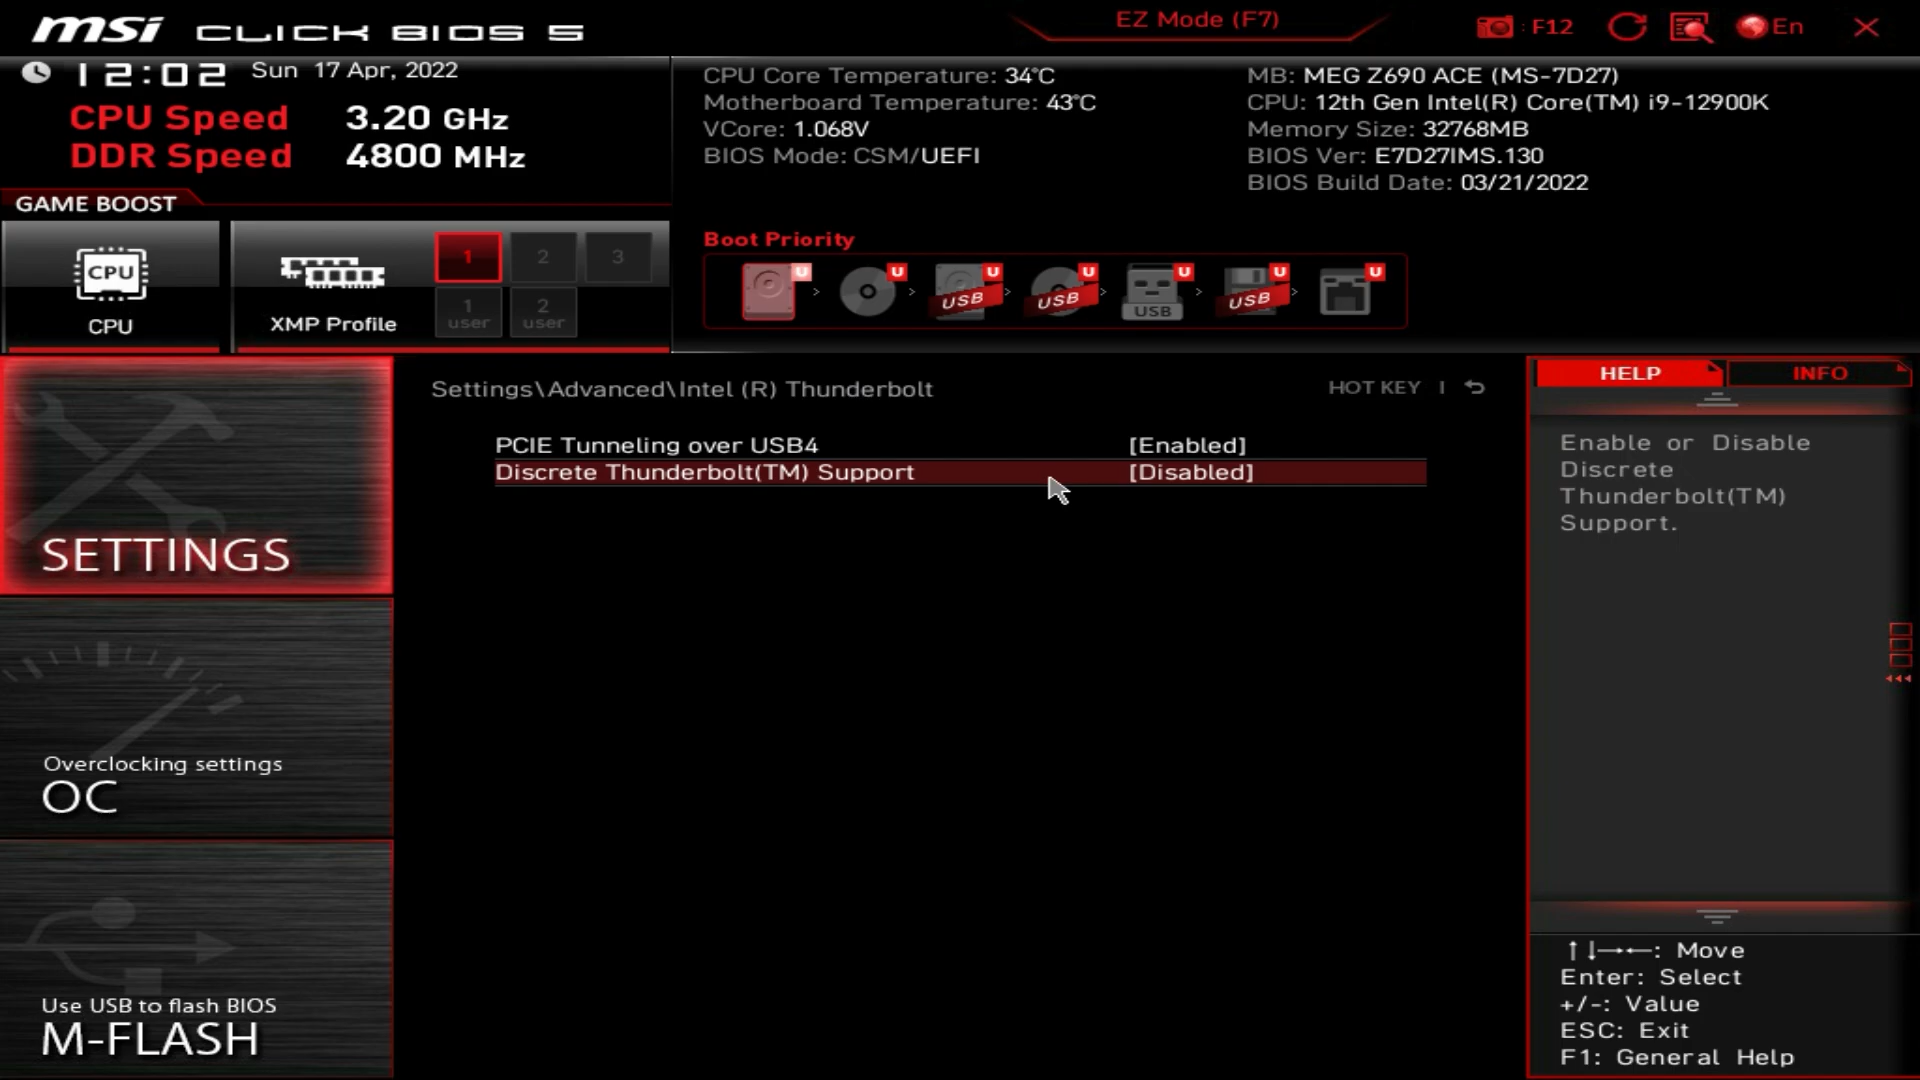 msi CLICK BIOS 5
EZ Mode (F7)
: F12
En
12:02 Sun 17 Apr, 2022
CPU Speed 3.20 GHz
DDR Speed 4800 MHz
CPU Core Temperature: 34°C
Motherboard Temperature: 43°C
VCore: 1.068V
BIOS Mode: CSM/UEFI
MB: MEG Z690 ACE (MS-7D27)
CPU: 12th Gen Intel(R) Core(TM) i9-12900K
Memory Size: 32768MB
BIOS Ver: E7D27IMS.130
BIOS Build Date: 03/21/2022
GAME BOOST
CPU
CPU
XMP Profile
1 2 3
1 user
2 user
Boot Priority
U U U U U U U
USB USB USB USB
SETTINGS
Overclocking settings
OC
Use USB to flash BIOS
M-FLASH
Settings\Advanced\Intel (R) Thunderbolt
HOT KEY |
PCIE Tunneling over USB4 [Enabled]
Discrete Thunderbolt(TM) Support [Disabled]
HELP INFO
Enable or Disable
Discrete
Thunderbolt(TM)
Support.
↑↓→←: Move
Enter: Select
+/-: Value
ESC: Exit
F1: General Help